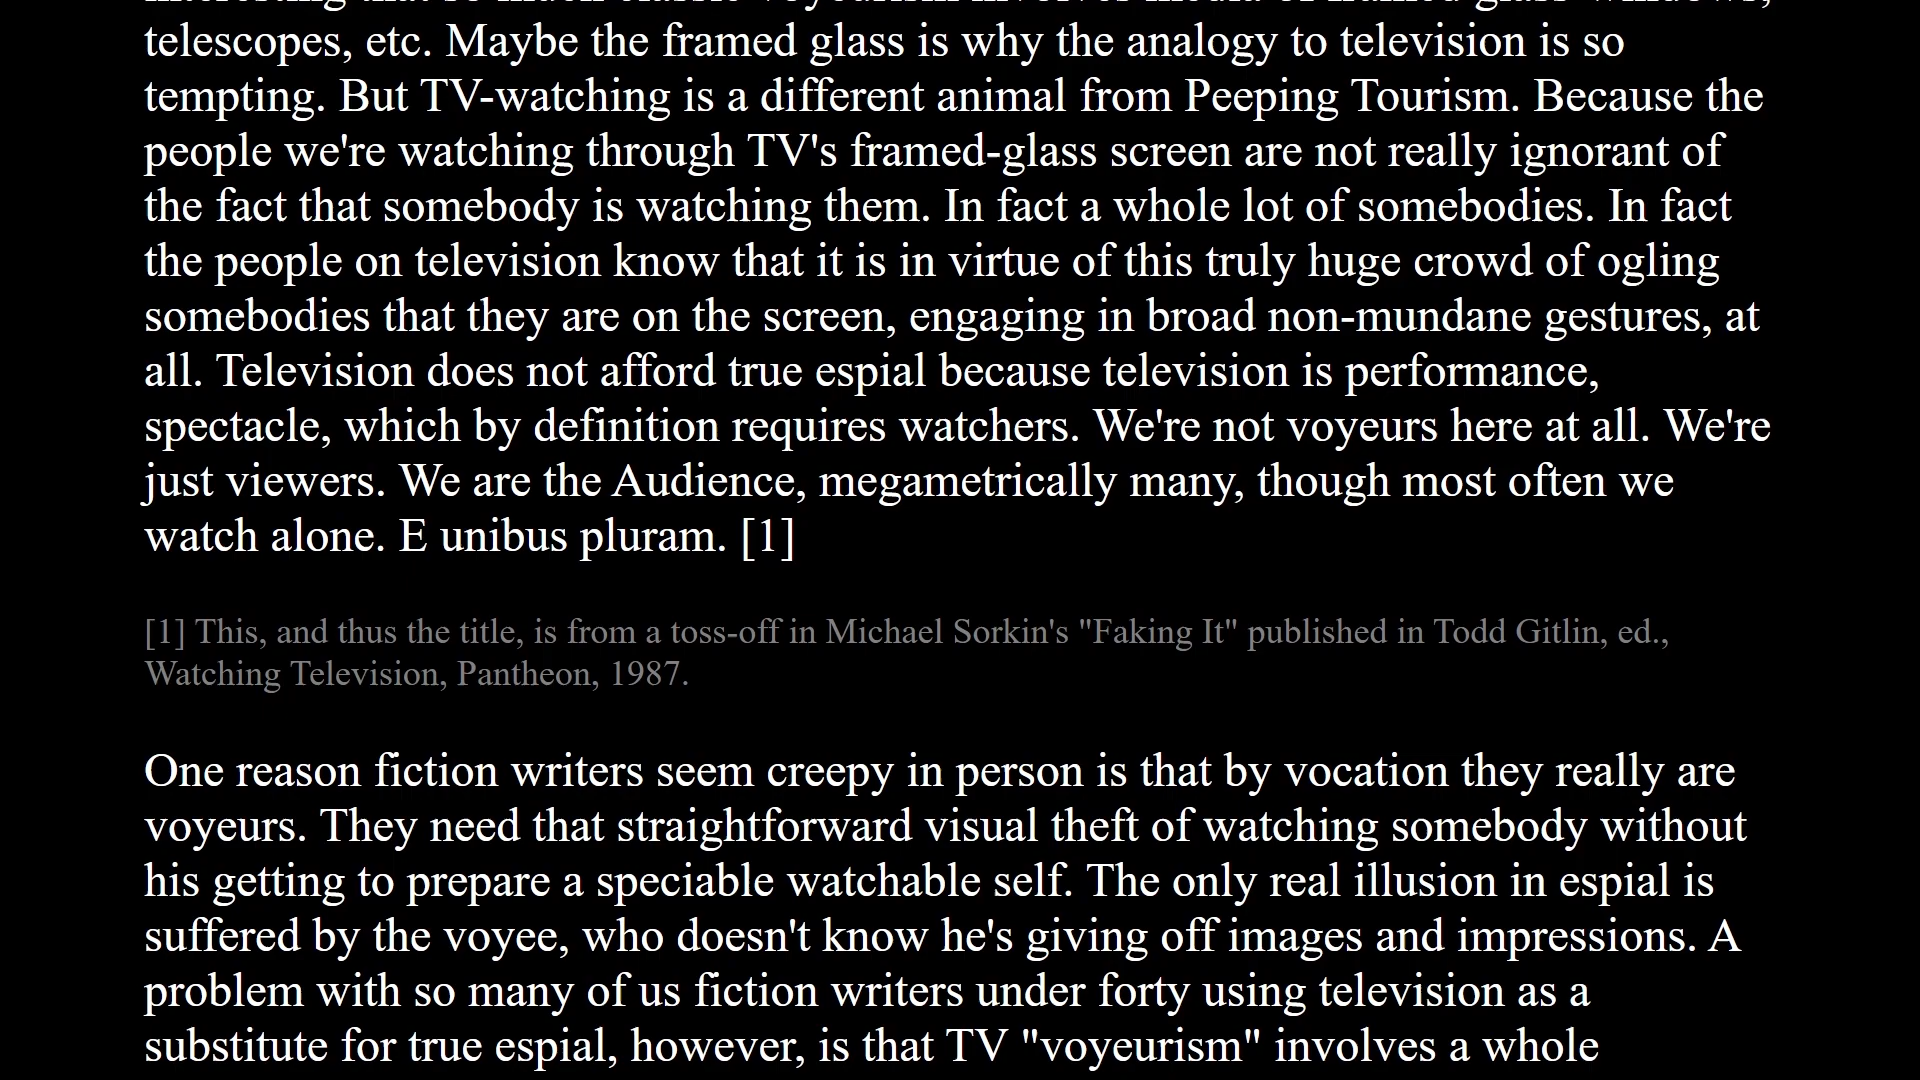 interesting that so much classic voyeurism involves media of framed glass-windows,
telescopes, etc. Maybe the framed glass is why the analogy to television is so
tempting. But TV-watching is a different animal from Peeping Tourism. Because the
people we're watching through TV's framed-glass screen are not really ignorant of
the fact that somebody is watching them. In fact a whole lot of somebodies. In fact
the people on television know that it is in virtue of this truly huge crowd of ogling
somebodies that they are on the screen, engaging in broad non-mundane gestures, at
all. Television does not afford true espial because television is performance,
spectacle, which by definition requires watchers. We're not voyeurs here at all. We're
just viewers. We are the Audience, megametrically many, though most often we
watch alone. E unibus pluram. [1]
[1] This, and thus the title, is from a toss-off in Michael Sorkin's "Faking It" published in Todd Gitlin, ed.,
Watching Television, Pantheon, 1987.
One reason fiction writers seem creepy in person is that by vocation they really are
voyeurs. They need that straightforward visual theft of watching somebody without
his getting to prepare a speciable watchable self. The only real illusion in espial is
suffered by the voyee, who doesn't know he's giving off images and impressions. A
problem with so many of us fiction writers under forty using television as a
substitute for true espial, however, is that TV "voyeurism" involves a whole